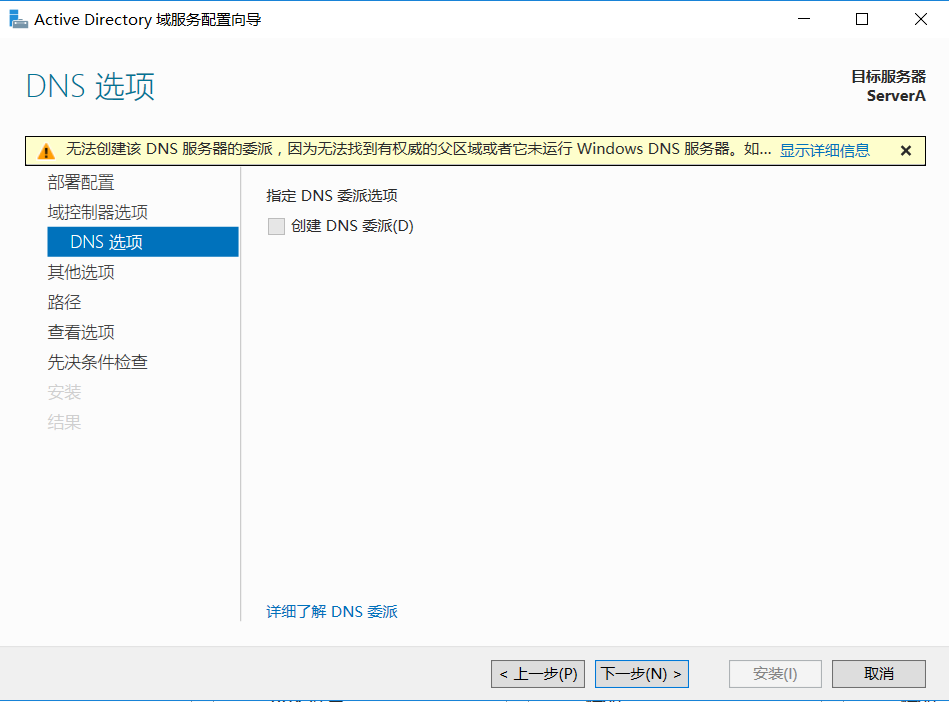 Active Directory 域服务配置向导
DNS 选项
目标服务器
ServerA
无法创建该 DNS 服务器的委派，因为无法找到有权威的父区域或者它未运行 Windows DNS 服务器。如... 显示详细信息
部署配置
域控制器选项
DNS 选项
其他选项
路径
查看选项
先决条件检查
安装
结果
指定 DNS 委派选项
创建 DNS 委派(D)
详细了解 DNS 委派
< 上一步(P)
下一步(N) >
安装(I)
取消